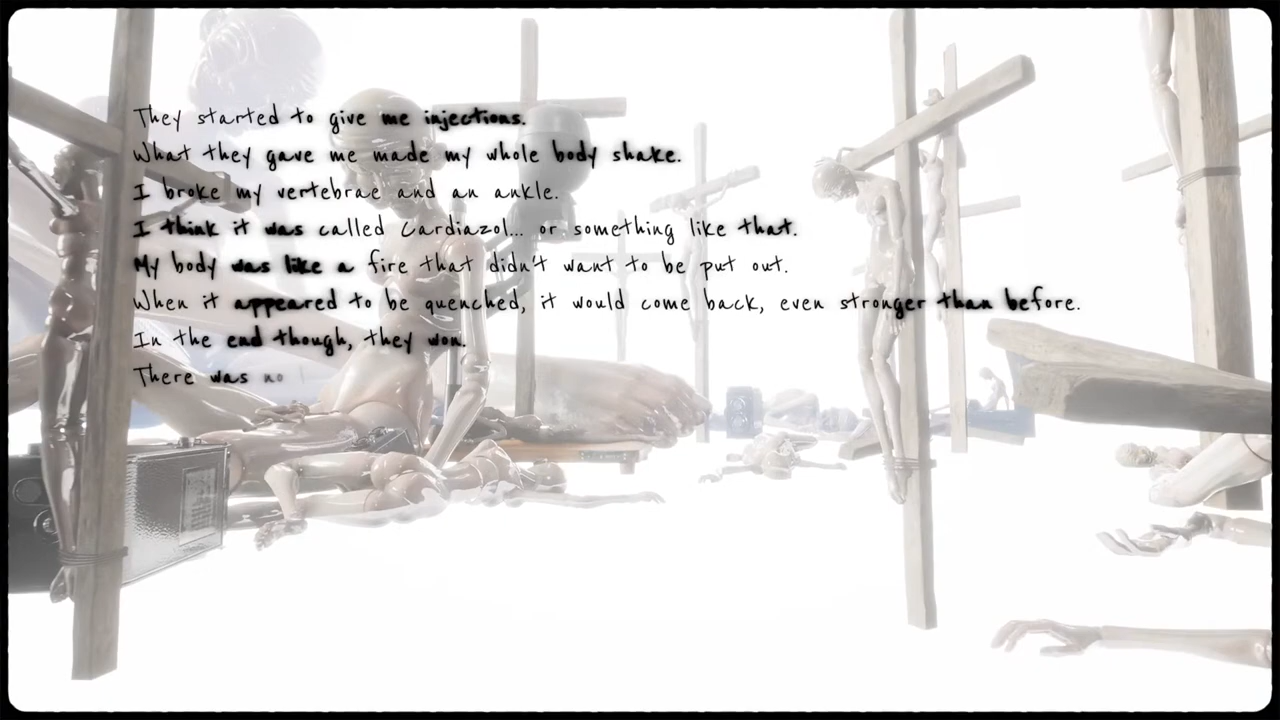 They started to give me injections.
What they gave me made my whole body shake.
I broke my vertebrae and an ankle.
I think it was called Cardiazol... or something like that.
My body was like a fire that didn't want to be put out.
When it appeared to be quenched, it would come back, even stronger than before.
In the end though, they won.
There was no